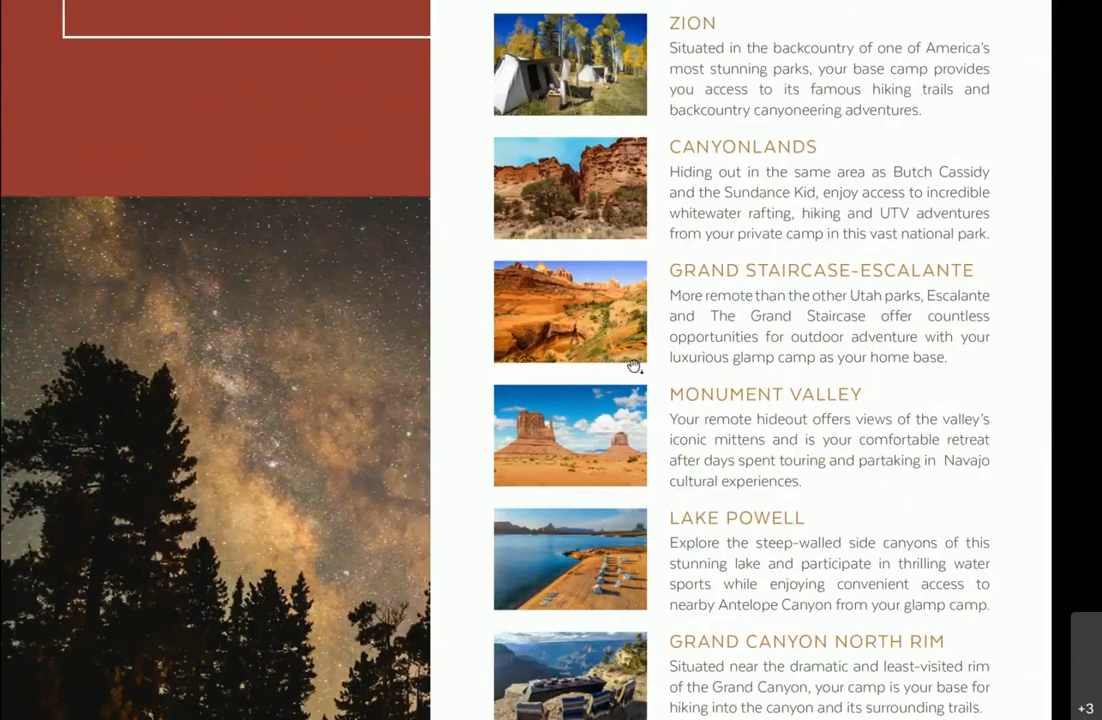 ZION
Situated in the backcountry of one of America's
most stunning parks, your base camp provides
you access to its famous hiking trails and
backcountry canyoneering adventures.
CANYONLANDS
Hiding out in the same area as Butch Cassidy
and the Sundance Kid, enjoy access to incredible
whitewater rafting, hiking and UTV adventures
from your private camp in this vast national park.
GRAND STAIRCASE-ESCALANTE
More remote than the other Utah parks, Escalante
and The Grand Staircase offer countless
opportunities for outdoor adventure with your
luxurious glamp camp as your home base.
MONUMENT VALLEY
Your remote hideout offers views of the valley's
iconic mittens and is your comfortable retreat
after days spent touring and partaking in Navajo
cultural experiences.
LAKE POWELL
Explore the steep-walled side canyons of this
stunning lake and participate in thrilling water
sports while enjoying convenient access to
nearby Antelope Canyon from your glamp camp.
GRAND CANYON NORTH RIM
Situated near the dramatic and least-visited rim
of the Grand Canyon, your camp is your base for
hiking into the canyon and its surrounding trails.
+3